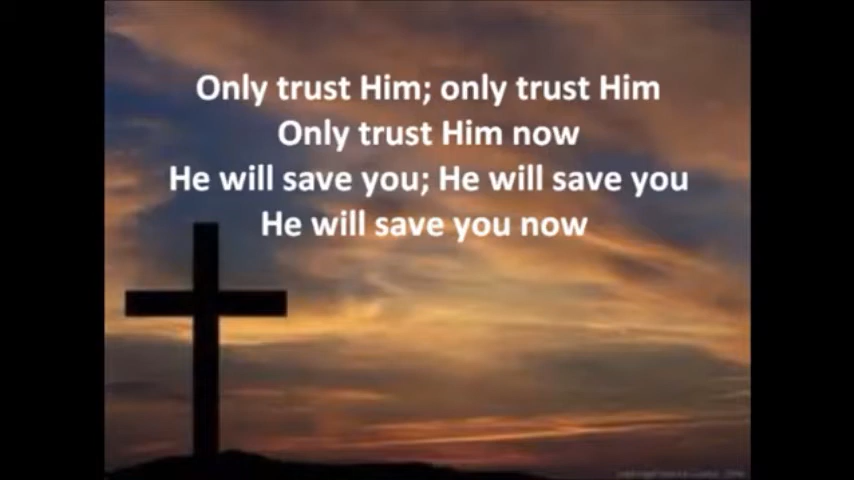 Only trust Him; only trust Him
Only trust Him now
He will save you; He will save you
He will save you now